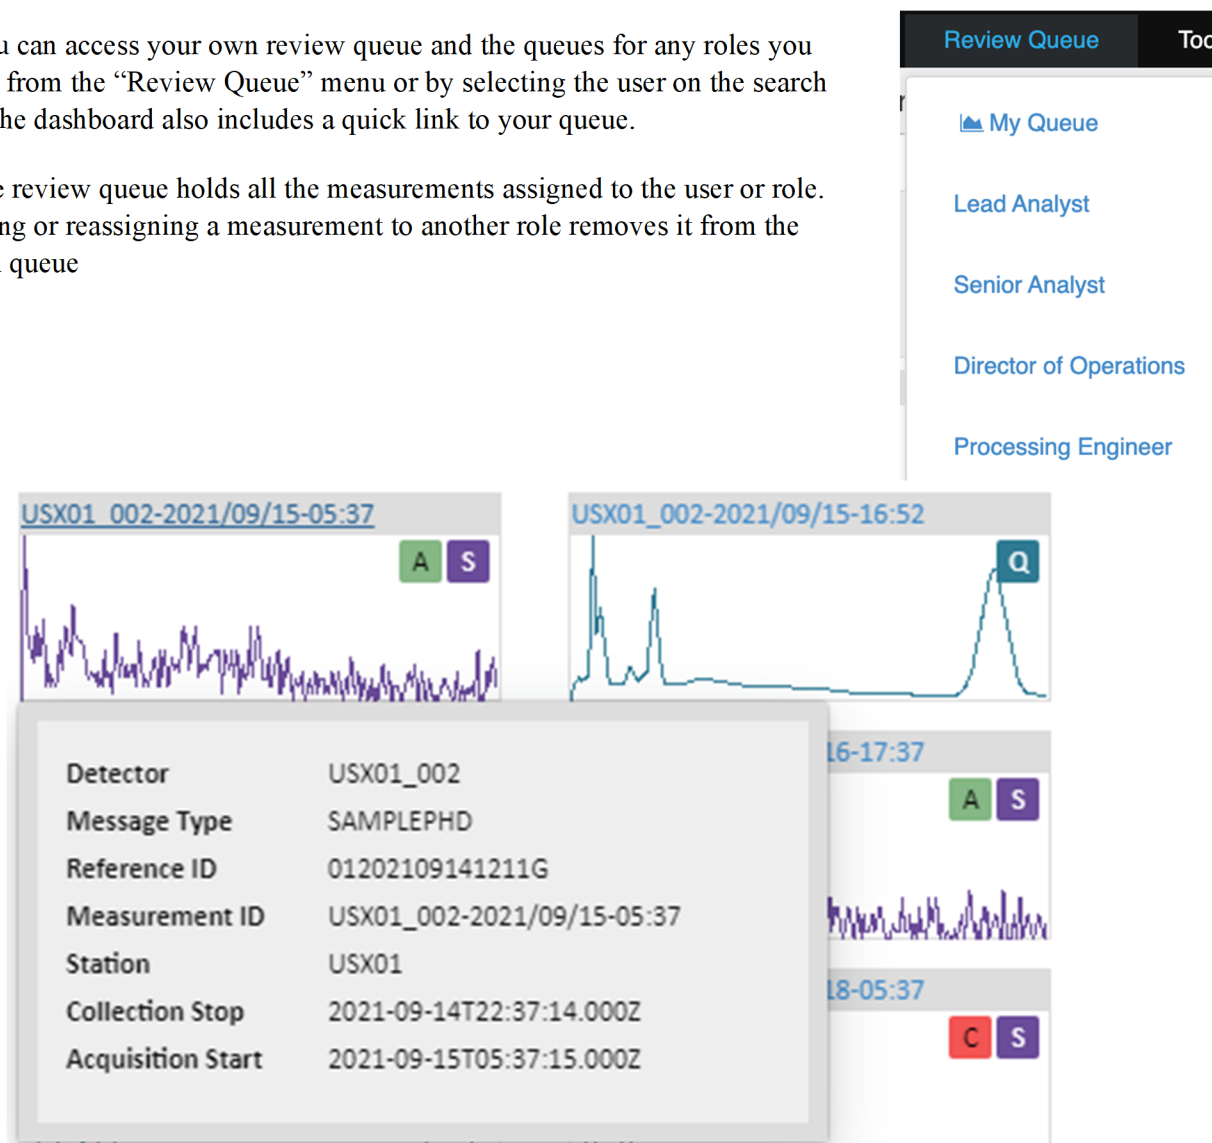 u can access your own review queue and the queues for any roles you
from the “Review Queue” menu or by selecting the user on the search
he dashboard also includes a quick link to your queue.
e review queue holds all the measurements assigned to the user or role.
ng or reassigning a measurement to another role removes it from the
queue
Review Queue Too
My Queue
Lead Analyst
Senior Analyst
Director of Operations
Processing Engineer
USX01_002-2021/09/15-05:37
A S
USX01_002-2021/09/15-16:52
Q
16-17:37
A S
18-05:37
C S
Detector USX01_002
Message Type SAMPLEPHD
Reference ID 01202109141211G
Measurement ID USX01_002-2021/09/15-05:37
Station USX01
Collection Stop 2021-09-14T22:37:14.000Z
Acquisition Start 2021-09-15T05:37:15.000Z